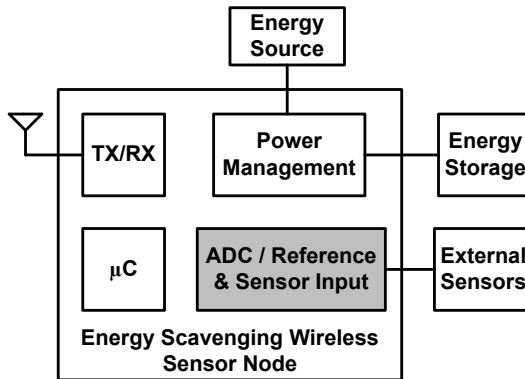 Energy
Source
TX/RX
Power
Management
Energy
Storage
μC
ADC / Reference
& Sensor Input
External
Sensors
Energy Scavenging Wireless
Sensor Node